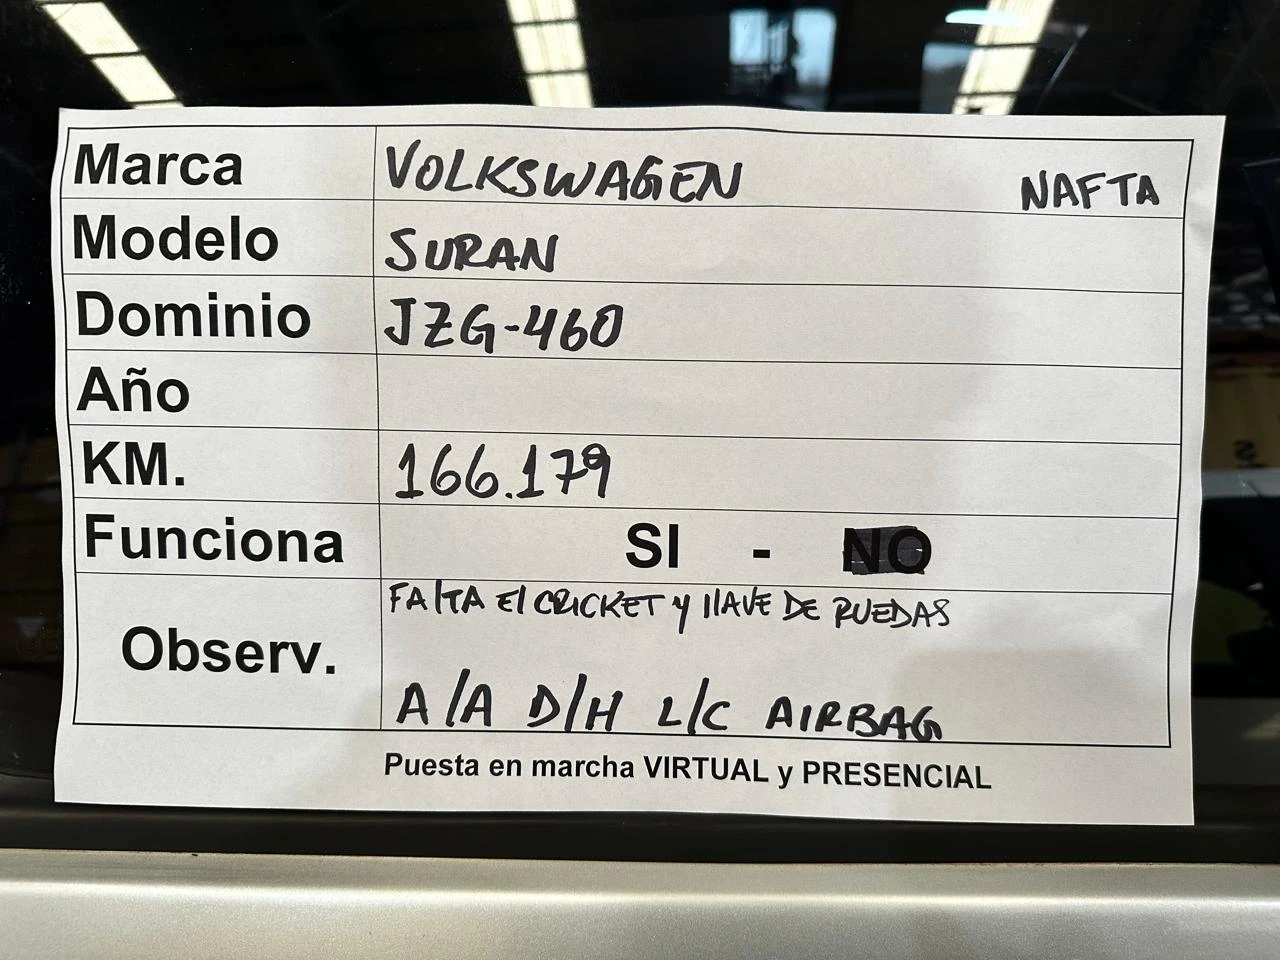 Marca VOLKSWAGEN NAFTA
Modelo SURAN
Dominio JZG-460
Año
KM. 166.179
Funciona SI - NO
Observ. FALTA El CRICKET y llAVE DE RUEDAS
A/A D/H L/C AIRBAG
Puesta en marcha VIRTUAL y PRESENCIAL